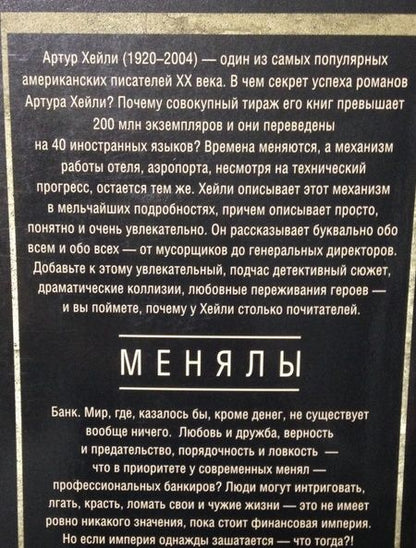 Артур Хейли (1920–2004) — один из самых популярных
американских писателей XX века. В чем секрет успеха романов
Артура Хейли? Почему совокупный тираж его книг превышает
200 млн экземпляров и они переведены
на 40 иностранных языков? Времена меняются, а механизм
работы отеля, аэропорта, несмотря на технический
прогресс, остается тем же. Хейли описывает этот механизм
в мельчайших подробностях, причем описывает просто,
понятно и очень увлекательно. Он рассказывает буквально обо
всем и обо всех — от мусорщиков до генеральных директоров.
Добавьте к этому увлекательный, подчас детективный сюжет,
драматические коллизии, любовные переживания героев —
и вы поймете, почему у Хейли столько почитателей.
МЕНЯЛЫ
Банк. Мир, где, казалось бы, кроме денег, не существует
вообще ничего. Любовь и дружба, верность
и предательство, порядочность и ловкость —
что в приоритете у современных менял —
профессиональных банкиров? Люди могут интриговать,
лгать, красть, ломать свои и чужие жизни — это не имеет
ровно никакого значения, пока стоит финансовая империя.
Но если империя однажды зашатается — что тогда?!